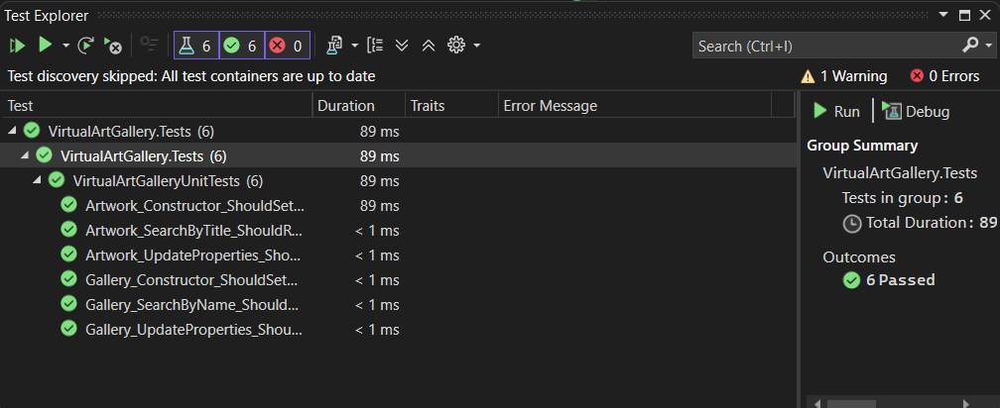 Test Explorer
6 6 0
Search (Ctrl+I)
Test discovery skipped: All test containers are up to date
1 Warning 0 Errors
Test Duration Traits Error Message
VirtualArtGallery.Tests (6) 89 ms
VirtualArtGallery.Tests (6) 89 ms
VirtualArtGalleryUnitTests (6) 89 ms
Artwork_Constructor_ShouldSet... 89 ms
Artwork_SearchByTitle_ShouldR... < 1 ms
Artwork_UpdateProperties_Sho... < 1 ms
Gallery_Constructor_ShouldSet... < 1 ms
Gallery_SearchByName_Should... < 1 ms
Gallery_UpdateProperties_Shou... < 1 ms
Run Debug
Group Summary
VirtualArtGallery.Tests
Tests in group: 6
Total Duration: 89
Outcomes
6 Passed